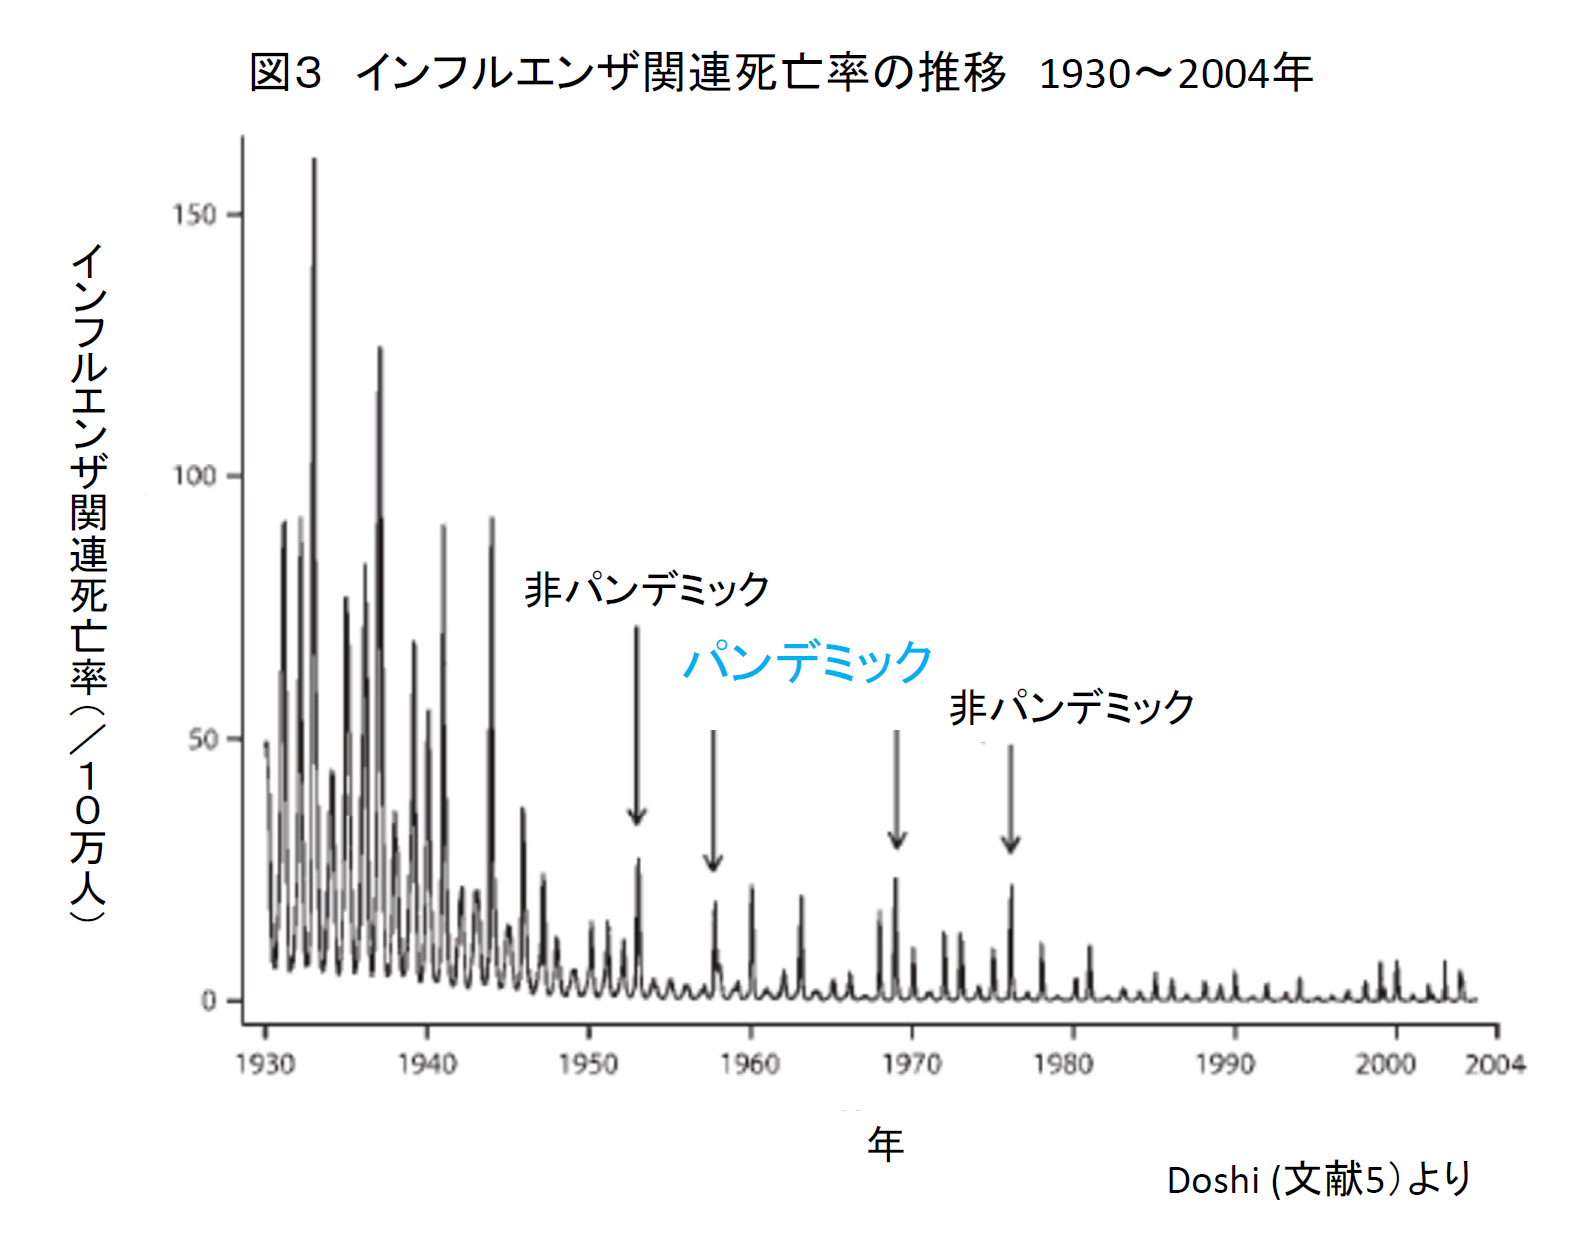 図３　インフルエンザ関連死亡率の推移　1930～2004年
インフルエンザ関連死亡率（／１０万人）
150
100
50
0
非パンデミック
パンデミック
非パンデミック
1930 1940 1950 1960 1970 1980 1990 2000 2004
年
Doshi (文献5）より